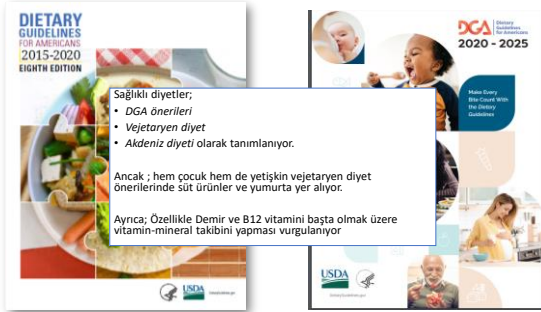 DIETARY
GUIDELINES
FOR AMERICANS
2015-2020
EIGHTH EDITION
DGA
Dietary
Guidelines
for Americans
2020 - 2025
Make Every
Bite Count With
the Dietary
Guidelines
Sağlıklı diyetler;
• DGA önerileri
• Vejetaryen diyet
• Akdeniz diyeti olarak tanımlanıyor.
Ancak ; hem çocuk hem de yetişkin vejetaryen diyet
önerilerinde süt ürünler ve yumurta yer alıyor.
Ayrıca; Özellikle Demir ve B12 vitamini başta olmak üzere
vitamin-mineral takibini yapması vurgulanıyor
USDA
USDA